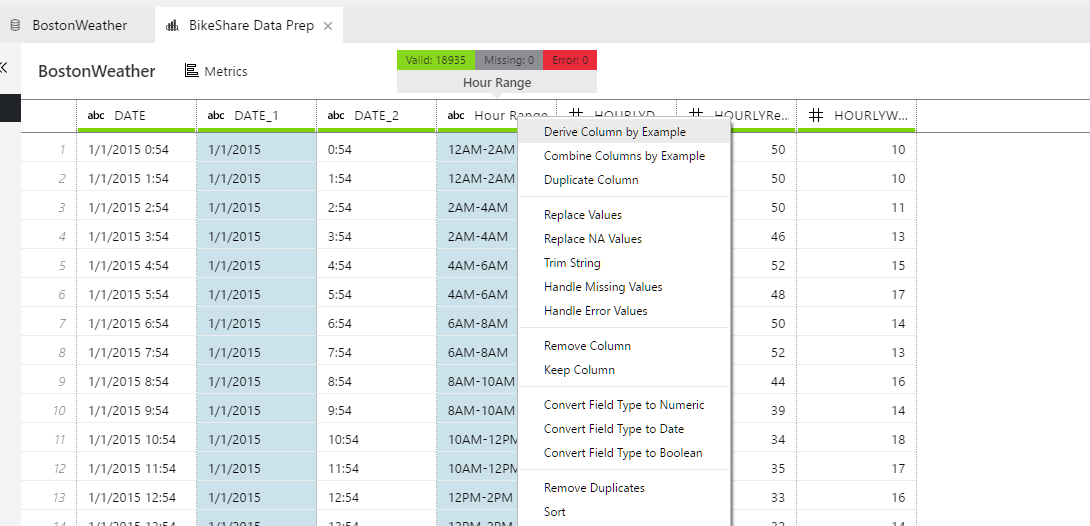 BostonWeather BikeShare Data Prep
Valid: 18935 Missing: 0 Error: 0
BostonWeather Metrics Hour Range
abc DATE abc DATE_1 abc DATE_2 abc Hour Range HOURLYD HOURLYRe... HOURLYW...
Derive Column by Example
1 1/1/2015 0:54 1/1/2015 0:54 12AM-2AM 50 10
Combine Columns by Example
2 1/1/2015 1:54 1/1/2015 1:54 12AM-2AM 50 10
Duplicate Column
3 1/1/2015 2:54 1/1/2015 2:54 2AM-4AM 50 11
Replace Values
4 1/1/2015 3:54 1/1/2015 3:54 2AM-4AM 46 13
Replace NA Values
5 1/1/2015 4:54 1/1/2015 4:54 4AM-6AM 52 15
Trim String
6 1/1/2015 5:54 1/1/2015 5:54 4AM-6AM 48 17
Handle Missing Values
7 1/1/2015 6:54 1/1/2015 6:54 6AM-8AM 50 14
Handle Error Values
8 1/1/2015 7:54 1/1/2015 7:54 6AM-8AM 52 13
Remove Column
9 1/1/2015 8:54 1/1/2015 8:54 8AM-10AM 44 16
Keep Column
10 1/1/2015 9:54 1/1/2015 9:54 8AM-10AM 39 14
Convert Field Type to Numeric
11 1/1/2015 10:54 1/1/2015 10:54 10AM-12PM 34 18
Convert Field Type to Date
12 1/1/2015 11:54 1/1/2015 11:54 10AM-12PM 35 17
Convert Field Type to Boolean
13 1/1/2015 12:54 1/1/2015 12:54 12PM-2PM 33 16
Remove Duplicates
Sort